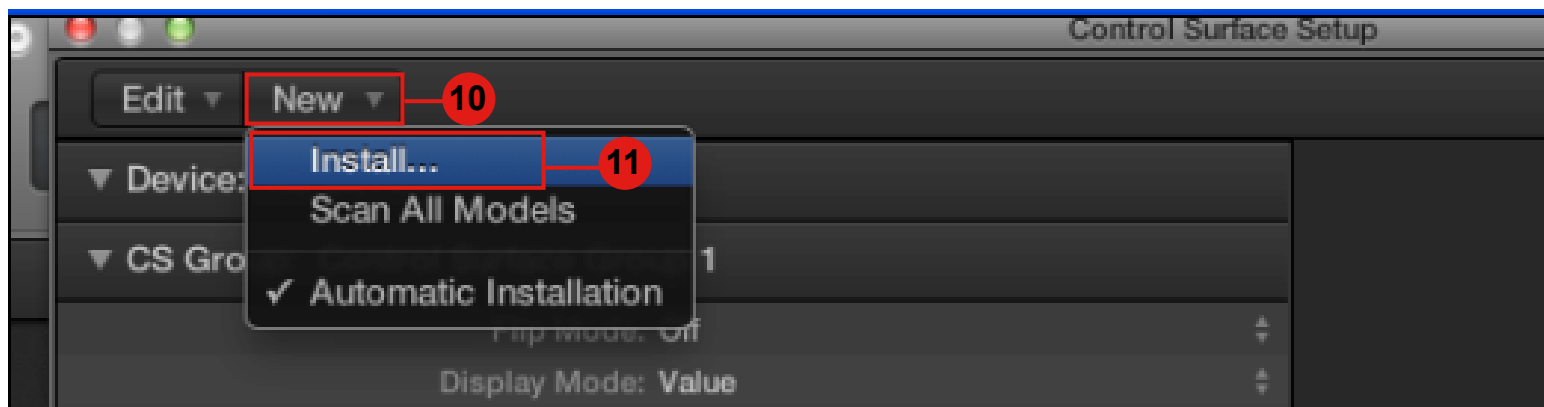 Control Surface Setup
Edit New 10
Install... 11
Device:
Scan All Models
CS Gro 1
✓ Automatic Installation
Flip Mode: Off
Display Mode: Value